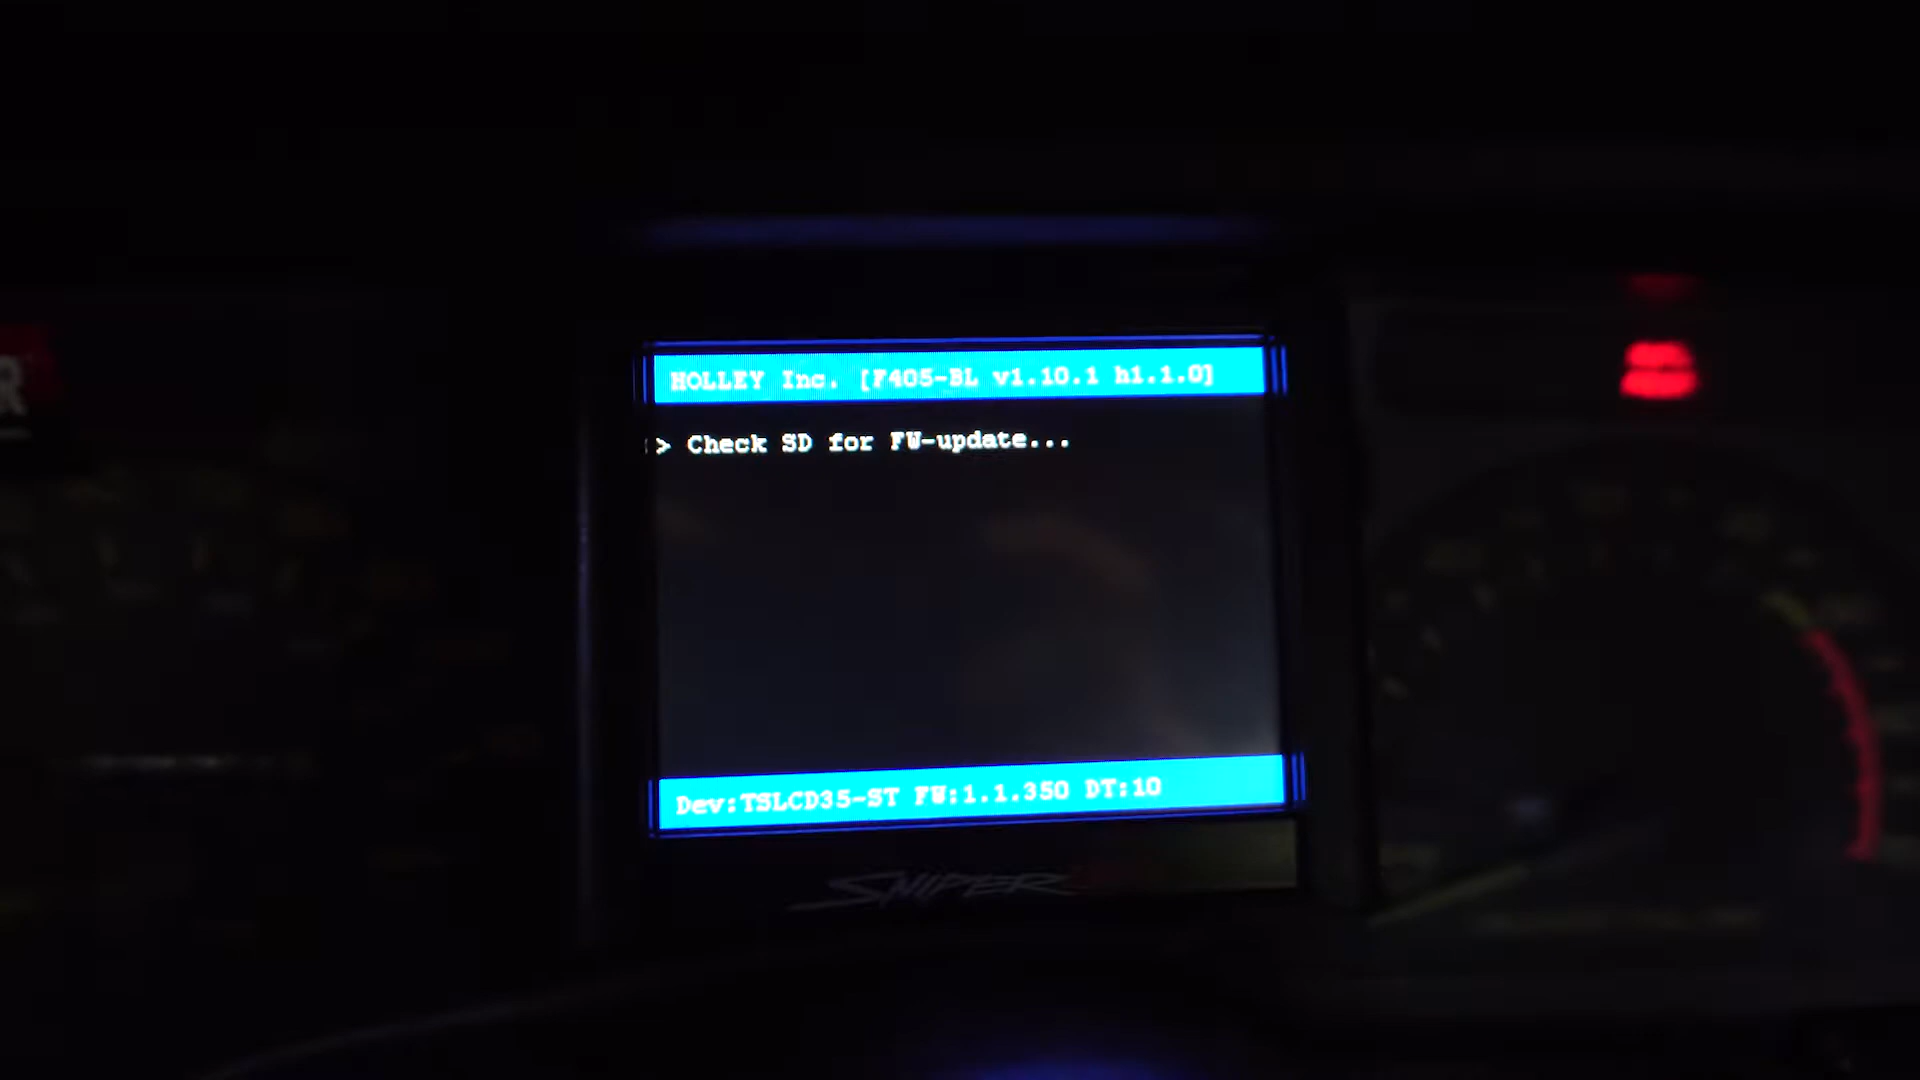 HOLLEY Inc. [F405-BL v1.10.1 h1.1.0]
> Check SD for FW-update...
Dev:TSLCD35-ST FW:1.1.350 DT:10
SNIPER